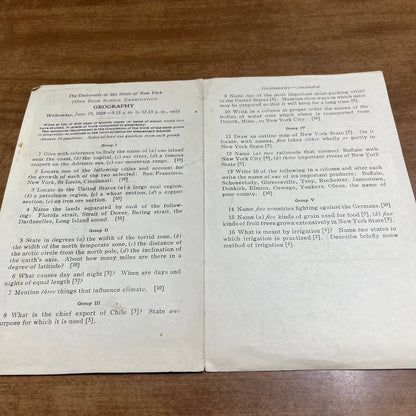 The University of the State of New York
HIGH SCHOOL EXAMINATION
GEOGRAPHY
Wednesday, June 19, 1918—9.15 a. m. to 12.15 p. m., only
Answer 10 questions. Select at least one question from each group.
Group I
1 Give with reference to Italy the name of (a) one island
near the coast, (b) the capital, (c) one river, (d) a famous
seaport on the Adriatic sea, (e) one mountain range. [10]
2 Locate two of the following cities and account for
the growth of the selected: San Francisco,
New York, St Louis, Cincinnati. [10]
3 Locate in the United States (a) a large coal region,
(b) a petroleum region, (c) a wheat section, (d) a copper
section, (e) an iron ore section. [10]
4 Name the lands separated by each of the following:
Florida strait, Strait of Dover, Bering strait, the
Dardanelles, Long Island sound. [10]
Group II
5 State in degrees (a) the width of the torrid zone, (b)
the width of the north temperate zone, (c) the distance of
the arctic circle from the north pole, (d) the inclination of
the earth's axis. About how many miles are there in a
degree of latitude? [10]
6 What causes day and night [5]? When are days and
nights of equal length [5]?
7 Mention three things that influence climate. [10]
Group III
8 What is the chief export of Chile [5]? State one
purpose for which it is used [5].
GEOGRAPHY—concluded
9 Name two of the most important meat-packing cities
in the United States [4]. Mention three ways in which meat
may be prepared so that it will keep for a long time [6].
10 Write in a column in proper order the names of the
bodies of water over which wheat is transported from
Duluth, Minn., to New York City. [10]
Group IV
11 Draw an outline map of New York State [5]. On it
locate, with names, five lakes either wholly or partly in
New York State [5].
12 Name (a) two railroads that connect Buffalo with
New York City [4], (b) three important rivers of New York
State [6].
13 Write 10 of the following in a column and after each
write the name of one of its important products: Buffalo,
Schenectady, Gloversville, Troy, Rochester, Jamestown,
Dunkirk, Elmira, Oswego, Yonkers, Olean, the name of
your county. [10]
Group V
14 Name five countries fighting against the Germans. [10]
15 Name (a) five kinds of grain used for food [5], (b) five
kinds of fruit trees grown extensively in New York State [5].
16 What is meant by irrigation [4]? Name two states in
which irrigation is practised [2]. Describe briefly some
method of irrigation [4].